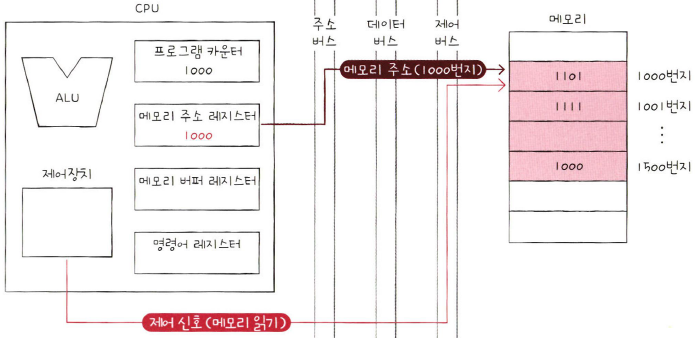 CPU
프로그램 카운터
1000
ALU
메모리 주소 레지스터
1000
제어장치
메모리 버퍼 레지스터
명령어 레지스터
주소
버스
데이터
버스
제어
버스
메모리 주소(1000번지)
제어 신호(메모리 읽기)
메모리
1101
1000번지
1111
1001번지
⋮
1000
1500번지